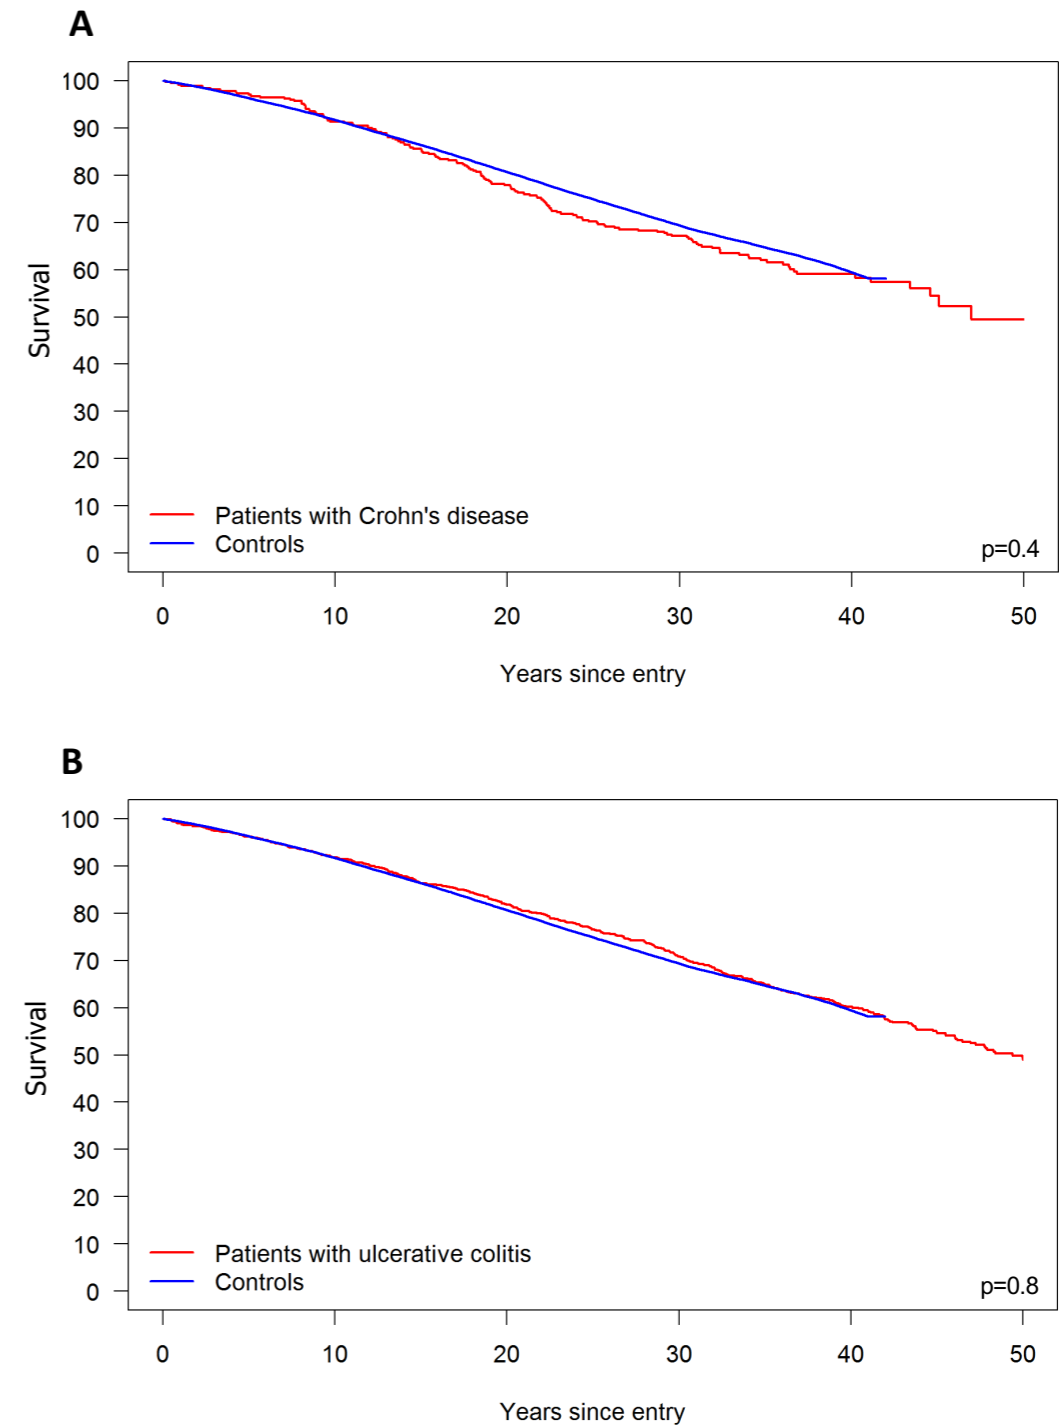 A
100
90
80
70
60
50
40
30
20
10
0
Survival
Patients with Crohn's disease
Controls
p=0.4
0 10 20 30 40 50
Years since entry
B
100
90
80
70
60
50
40
30
20
10
0
Survival
Patients with ulcerative colitis
Controls
p=0.8
0 10 20 30 40 50
Years since entry